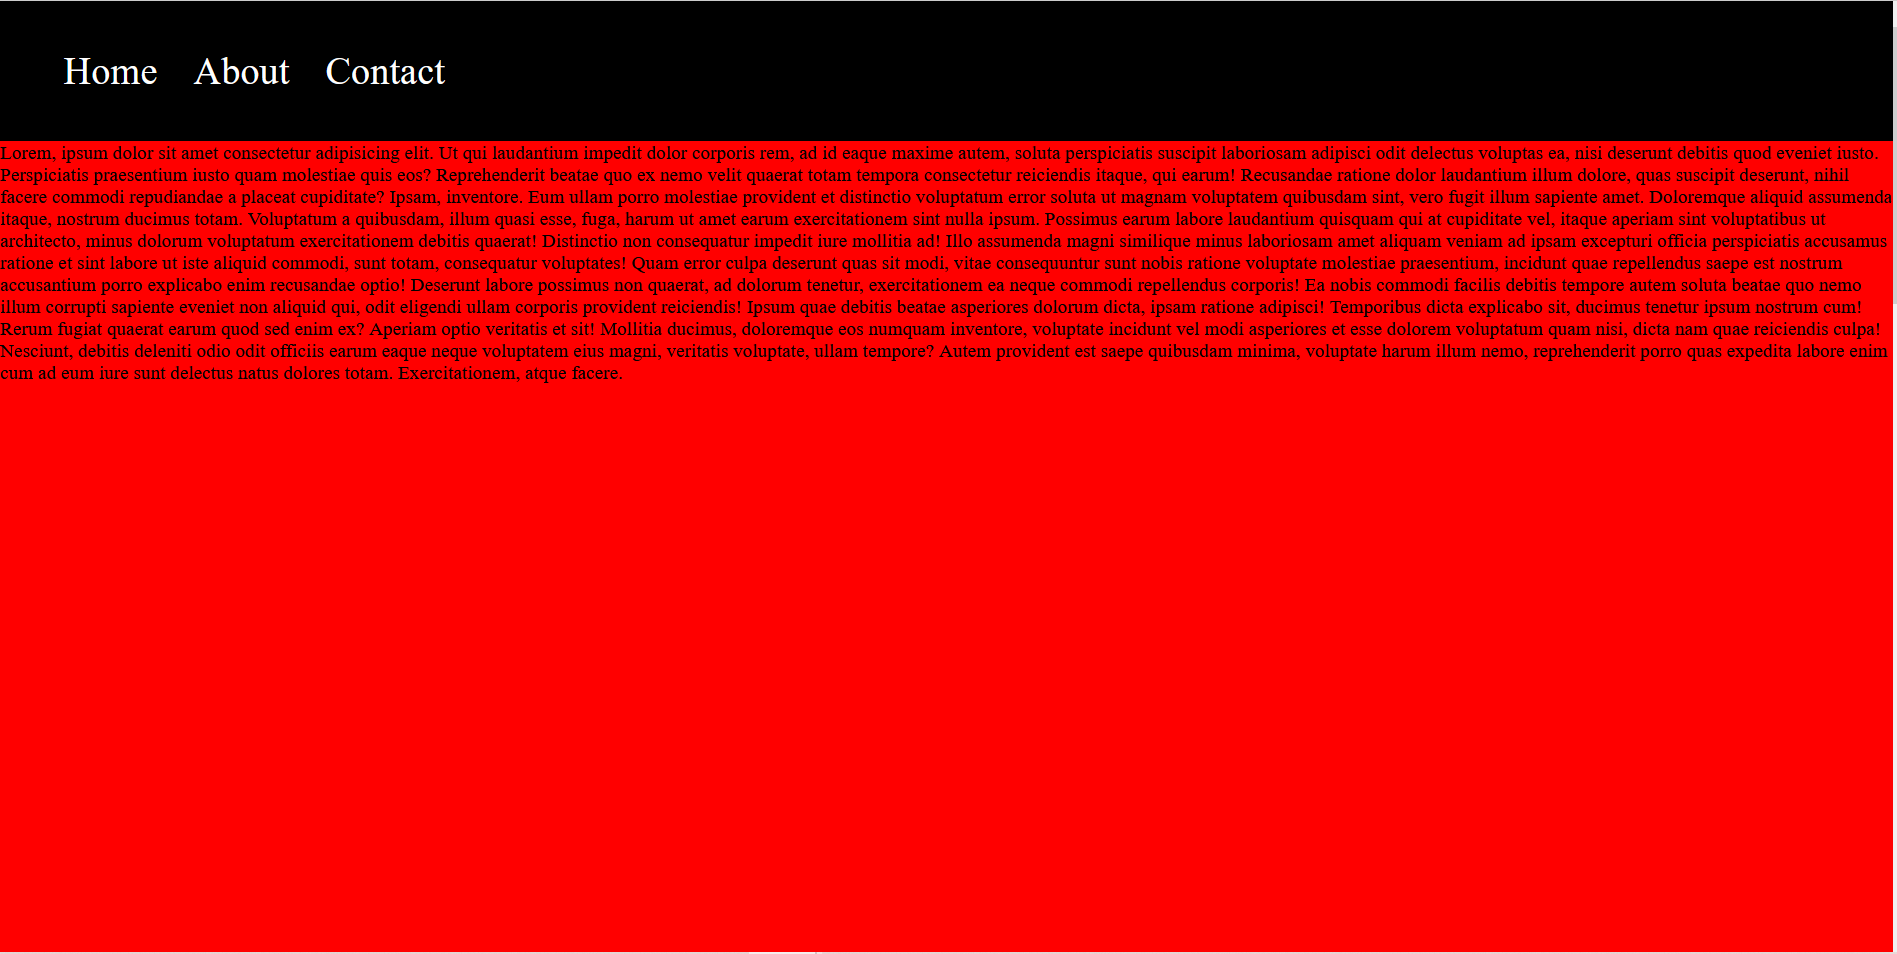 Home About Contact
Lorem, ipsum dolor sit amet consectetur adipisicing elit. Ut qui laudantium impedit dolor corporis rem, ad id eaque maxime autem, soluta perspiciatis suscipit laboriosam adipisci odit delectus voluptas ea, nisi deserunt debitis quod eveniet iusto.
Perspiciatis praesentium iusto quam molestiae quis eos? Reprehenderit beatae quo ex nemo velit quaerat totam tempora consectetur reiciendis itaque, qui earum! Recusandae ratione dolor laudantium illum dolore, quas suscipit deserunt, nihil
facere commodi repudiandae a placeat cupiditate? Ipsam, inventore. Eum ullam porro molestiae provident et distinctio voluptatum error soluta ut magnam voluptatem quibusdam sint, vero fugit illum sapiente amet. Doloremque aliquid assumenda
itaque, nostrum ducimus totam. Voluptatum a quibusdam, illum quasi esse, fuga, harum ut amet earum exercitationem sint nulla ipsum. Possimus earum labore laudantium quisquam qui at cupiditate vel, itaque aperiam sint voluptatibus ut
architecto, minus dolorum voluptatum exercitationem debitis quaerat! Distinctio non consequatur impedit iure mollitia ad! Illo assumenda magni similique minus laboriosam amet aliquam veniam ad ipsam excepturi officia perspiciatis accusamus
ratione et sint labore ut iste aliquid commodi, sunt totam, consequatur voluptates! Quam error culpa deserunt quas sit modi, vitae consequuntur sunt nobis ratione voluptate molestiae praesentium, incidunt quae repellendus saepe est nostrum
accusantium porro explicabo enim recusandae optio! Deserunt labore possimus non quaerat, ad dolorum tenetur, exercitationem ea neque commodi repellendus corporis! Ea nobis commodi facilis debitis tempore autem soluta beatae quo nemo
illum corrupti sapiente eveniet non aliquid qui, odit eligendi ullam corporis provident reiciendis! Ipsum quae debitis beatae asperiores dolorum dicta, ipsam ratione adipisci! Temporibus dicta explicabo sit, ducimus tenetur ipsum nostrum cum!
Rerum fugiat quaerat earum quod sed enim ex? Aperiam optio veritatis et sit! Mollitia ducimus, doloremque eos numquam inventore, voluptate incidunt vel modi asperiores et esse dolorem voluptatum quam nisi, dicta nam quae reiciendis culpa!
Nesciunt, debitis deleniti odio odit officiis earum eaque neque voluptatem eius magni, veritatis voluptate, ullam tempore? Autem provident est saepe quibusdam minima, voluptate harum illum nemo, reprehenderit porro quas expedita labore enim
cum ad eum iure sunt delectus natus dolores totam. Exercitationem, atque facere.